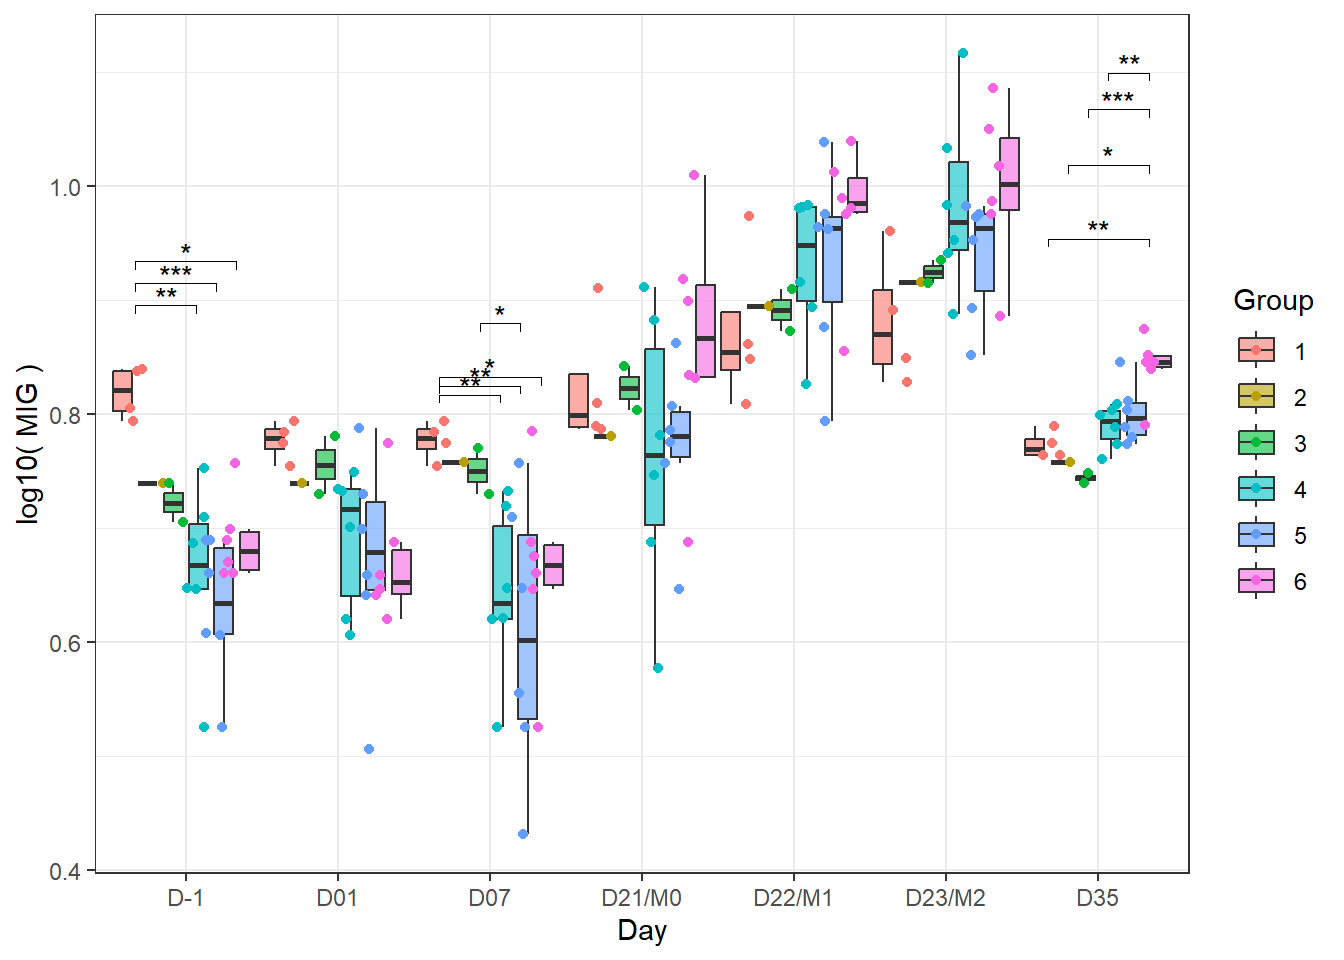 **
***
*
**
*
***
**
*
*
**
**
1.0
0.8
0.6
0.4
log10( MIG )
D-1
D01
D07
D21/M0
D22/M1
D23/M2
D35
Day
Group
1
2
3
4
5
6